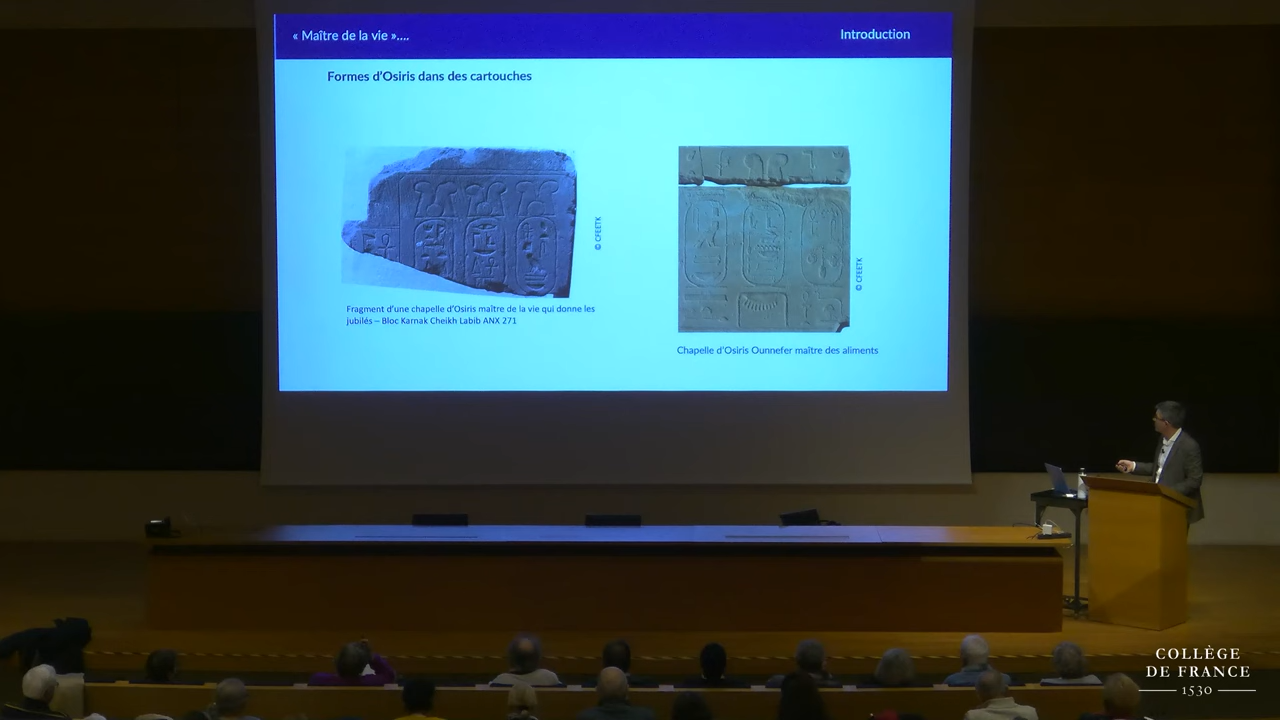 « Maître de la vie »....
Introduction
Formes d'Osiris dans des cartouches
© CFEETK
© CFEETK
Fragment d'une chapelle d'Osiris maître de la vie qui donne les
jubilés – Bloc Karnak Cheikh Labib ANX 271
Chapelle d'Osiris Ounnefer maître des aliments
COLLÈGE
DE FRANCE
1530